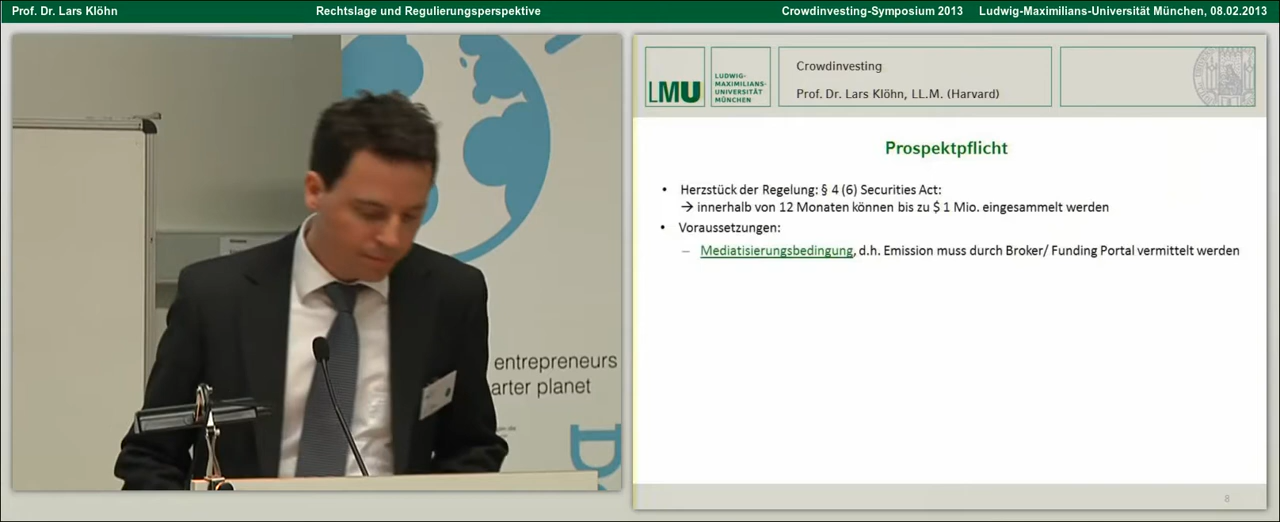 Prof. Dr. Lars Klöhn Rechtslage und Regulierungsperspektive Crowdinvesting-Symposium 2013 Ludwig-Maximilians-Universität München, 08.02.2013
entrepreneurs
arter planet
LMU
LUDWIG-
MAXIMILIANS-
UNIVERSITÄT
MÜNCHEN
Crowdinvesting
Prof. Dr. Lars Klöhn, LL.M. (Harvard)
Prospektpflicht
• Herzstück der Regelung: § 4 (6) Securities Act:
→ innerhalb von 12 Monaten können bis zu $ 1 Mio. eingesammelt werden
• Voraussetzungen:
– Mediatisierungsbedingung, d.h. Emission muss durch Broker/ Funding Portal vermittelt werden
8